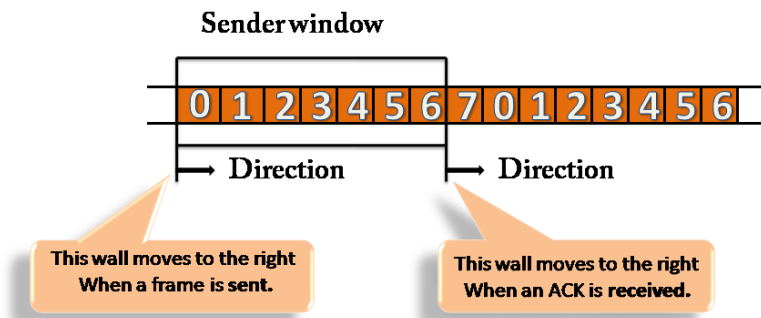 Sender window
0 1 2 3 4 5 6 7 0 1 2 3 4 5 6
Direction Direction
This wall moves to the right
When a frame is sent.
This wall moves to the right
When an ACK is received.